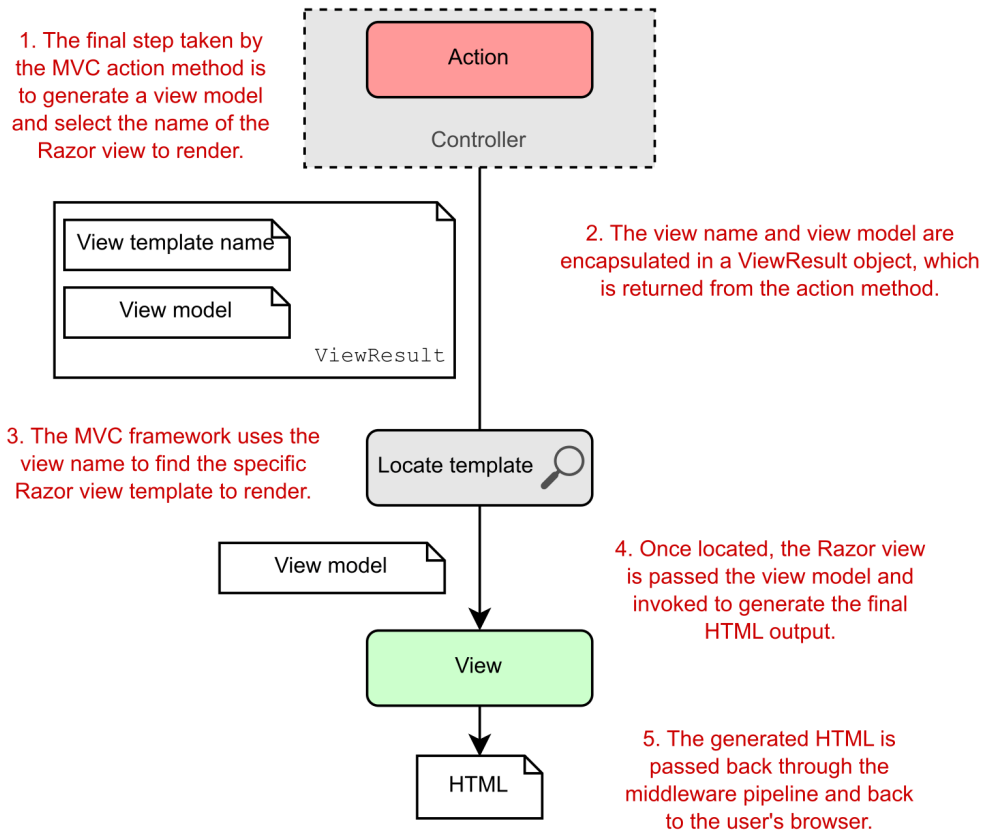 1. The final step taken by
the MVC action method is
to generate a view model
and select the name of the
Razor view to render.
Action
Controller
View template name
View model
ViewResult
2. The view name and view model are
encapsulated in a ViewResult object, which
is returned from the action method.
3. The MVC framework uses the
view name to find the specific
Razor view template to render.
Locate template
View model
4. Once located, the Razor view
is passed the view model and
invoked to generate the final
HTML output.
View
5. The generated HTML is
passed back through the
middleware pipeline and back
to the user's browser.
HTML